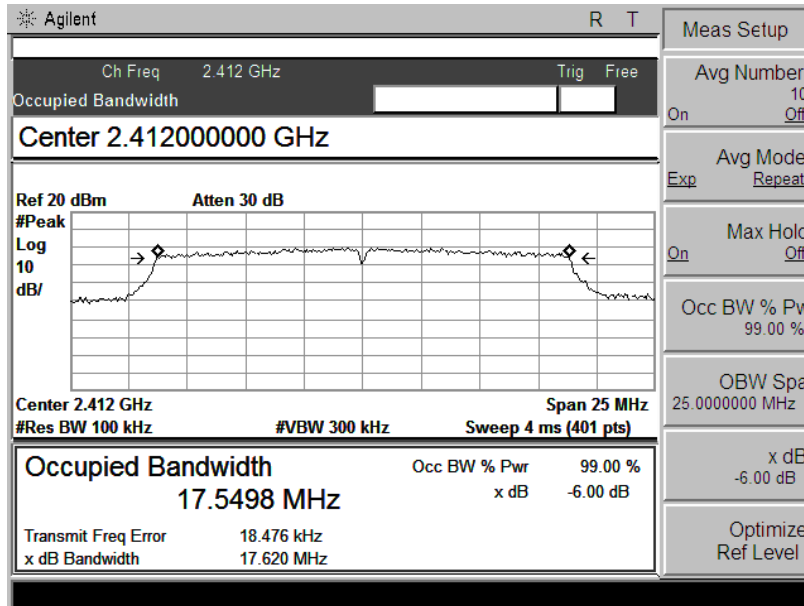 Agilent R T
Ch Freq 2.412 GHz Trig Free
Occupied Bandwidth
Center 2.412000000 GHz
Ref 20 dBm Atten 30 dB
#Peak
Log
10
dB/
Center 2.412 GHz Span 25 MHz
#Res BW 100 kHz #VBW 300 kHz Sweep 4 ms (401 pts)
Occupied Bandwidth Occ BW % Pwr 99.00 %
17.5498 MHz x dB -6.00 dB
Transmit Freq Error 18.476 kHz
x dB Bandwidth 17.620 MHz
Meas Setup
Avg Number
10
On Off
Avg Mode
Exp Repeat
Max Hold
On Off
Occ BW % Pw
99.00 %
OBW Spa
25.0000000 MHz
x dB
-6.00 dB
Optimize
Ref Level